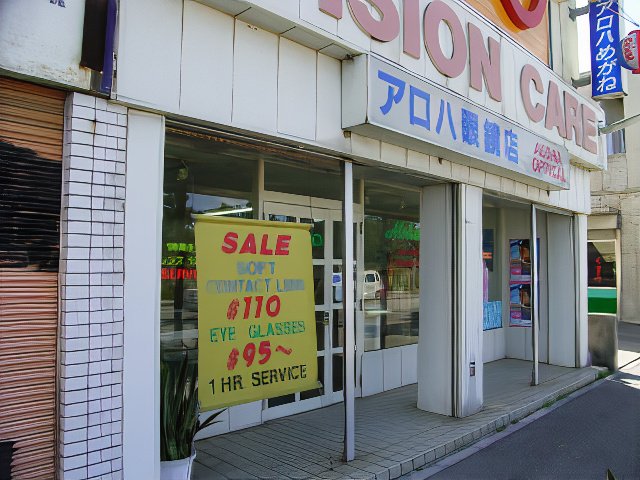 ISION CARE
アロハ眼鏡店
アロハめがね
SALE
SOFT
CONTACT LENS
$110
EYE GLASSES
$95~
1 HR SERVICE